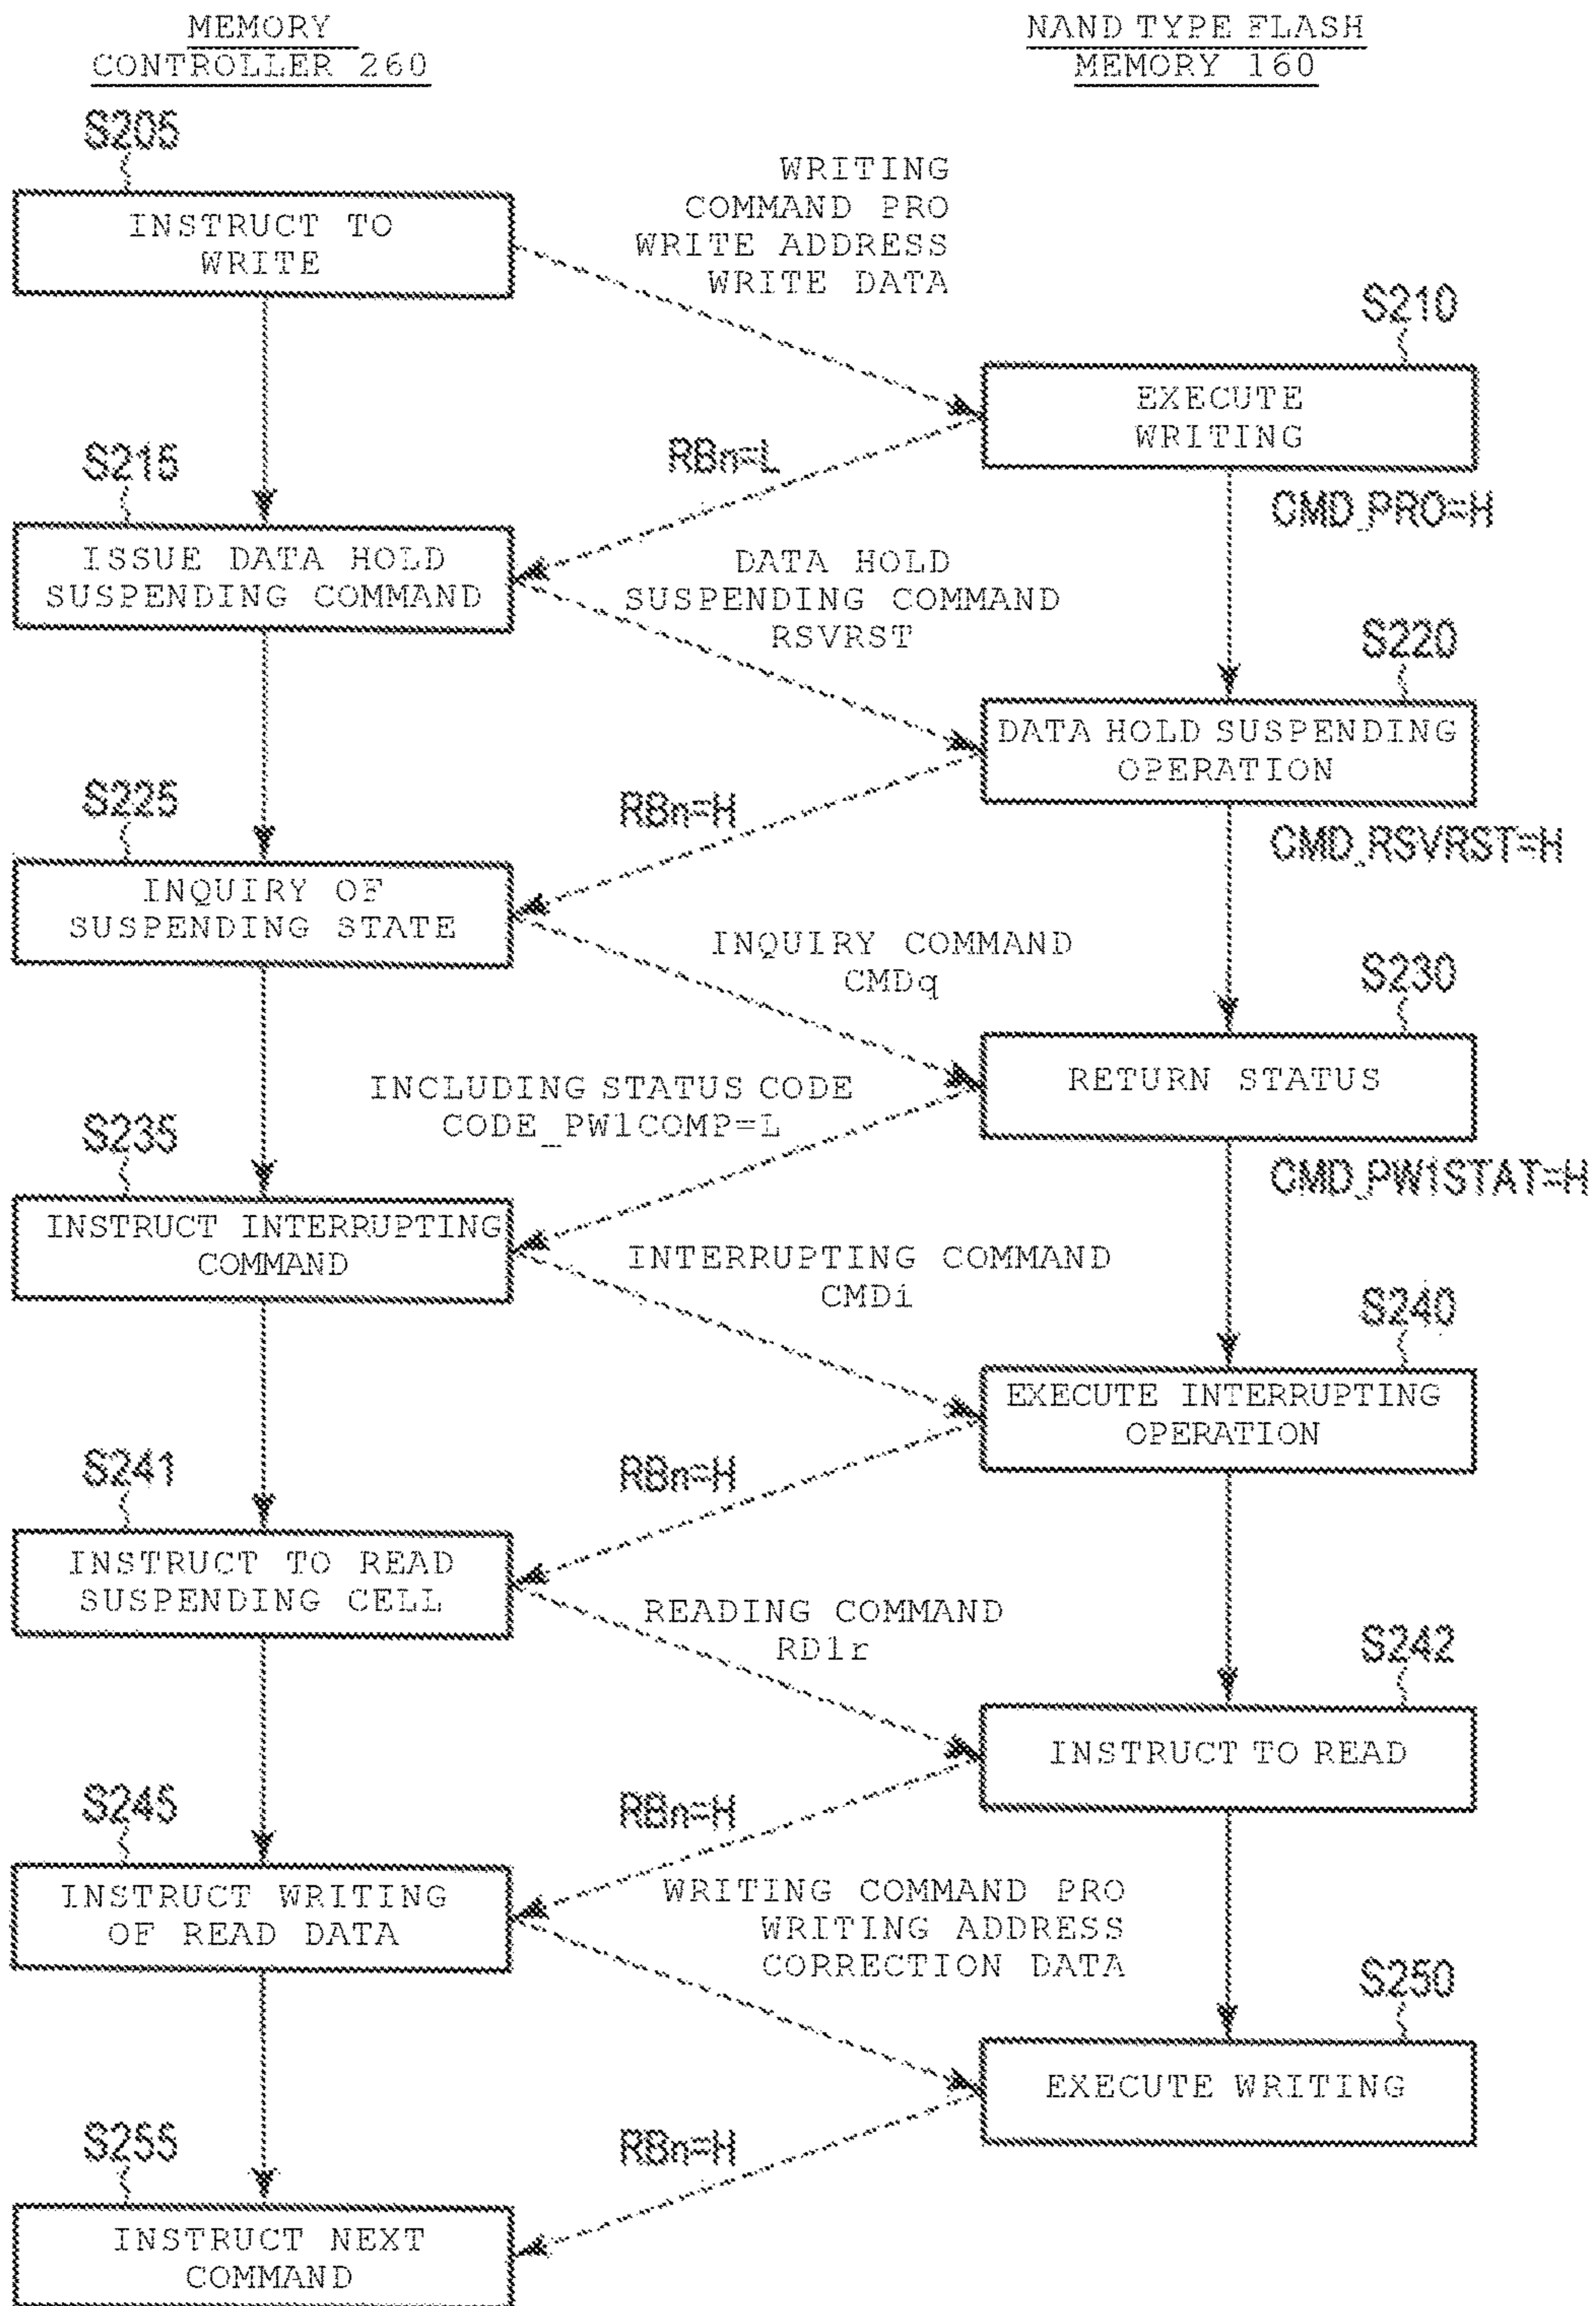 MEMORY
CONTROLLER 260
NAND TYPE FLASH
MEMORY 160
S205
INSTRUCT TO
WRITE
WRITING
COMMAND PRO
WRITE ADDRESS
WRITE DATA
S210
EXECUTE
WRITING
RBn=L
CMD_PRO=H
S215
ISSUE DATA HOLD
SUSPENDING COMMAND
DATA HOLD
SUSPENDING COMMAND
RSVRST
S220
DATA HOLD SUSPENDING
OPERATION
RBn=H
CMD_RSVRST=H
S225
INQUIRY OF
SUSPENDING STATE
INQUIRY COMMAND
CMDq
S230
RETURN STATUS
INCLUDING STATUS CODE
CODE_PW1COMP=L
CMD_PW1STAT=H
S235
INSTRUCT INTERRUPTING
COMMAND
INTERRUPTING COMMAND
CMDi
S240
EXECUTE INTERRUPTING
OPERATION
RBn=H
S241
INSTRUCT TO READ
SUSPENDING CELL
READING COMMAND
RD1r
S242
INSTRUCT TO READ
RBn=H
S245
INSTRUCT WRITING
OF READ DATA
WRITING COMMAND PRO
WRITING ADDRESS
CORRECTION DATA
S250
EXECUTE WRITING
RBn=H
S255
INSTRUCT NEXT
COMMAND